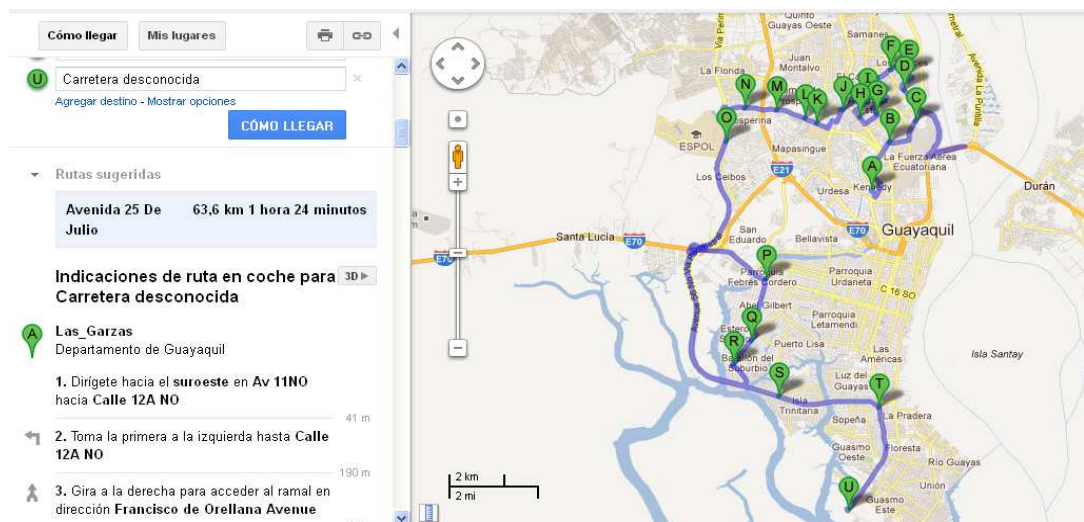 Cómo llegar
Mis lugares
U
Carretera desconocida
Agregar destino - Mostrar opciones
CÓMO LLEGAR
Rutas sugeridas
Avenida 25 De Julio
63,6 km 1 hora 24 minutos
Indicaciones de ruta en coche para
Carretera desconocida
3D
A
Las_Garzas
Departamento de Guayaquil
1. Dirígete hacia el suroeste en Av 11NO
hacia Calle 12A NO
41 m
2. Toma la primera a la izquierda hasta Calle
12A NO
190 m
3. Gira a la derecha para acceder al ramal en
dirección Francisco de Orellana Avenue
Quinto
Guayas Oeste
Samanes
Juan
Montalvo
La Florida
F
E
D
I
G
H
J
C
N
M
L
K
O
B
ESPOL
Mapasingue
La Fuerza Aerea
Ecuatoriana
Avenida La Puntilla
E21
A
Los Ceibos
Urdesa
Kennedy
Durán
Santa Lucía
E70
San
Eduardo
Bellavista
E70
Guayaquil
E70
P
Parroquia
Febres Cordero
Parroquia
Urdaneta
C 16 SO
Abel Gilbert
Parroquia
Letamendi
Q
Puerto Lisa
R
Batallon del
Suburbio
Las
Américas
Isla Santay
S
Isla
Trinitaria
Luz del
Guayas
T
La Pradera
Sopeña
Guasmo
Oeste
Floresta
Río Guayas
Unión
U
Guasmo
Este
2 km
2 mi